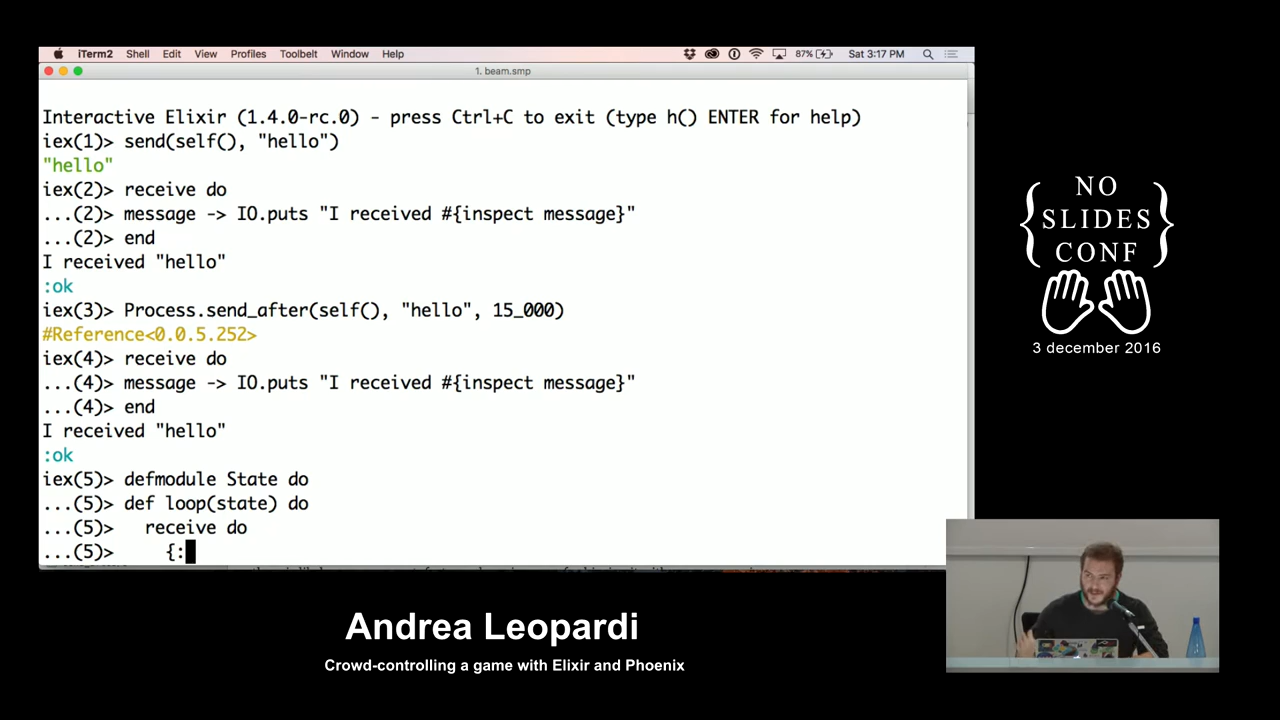 iTerm2 Shell Edit View Profiles Toolbelt Window Help 87% Sat 3:17 PM
1. beam.smp
Interactive Elixir (1.4.0-rc.0) - press Ctrl+C to exit (type h() ENTER for help)
iex(1)> send(self(), "hello")
"hello"
iex(2)> receive do
...(2)> message -> IO.puts "I received #{inspect message}"
...(2)> end
I received "hello"
:ok
iex(3)> Process.send_after(self(), "hello", 15_000)
#Reference<0.0.5.252>
iex(4)> receive do
...(4)> message -> IO.puts "I received #{inspect message}"
...(4)> end
I received "hello"
:ok
iex(5)> defmodule State do
...(5)> def loop(state) do
...(5)>   receive do
...(5)>     {:
NO
SLIDES
CONF
3 december 2016
Andrea Leopardi
Crowd-controlling a game with Elixir and Phoenix